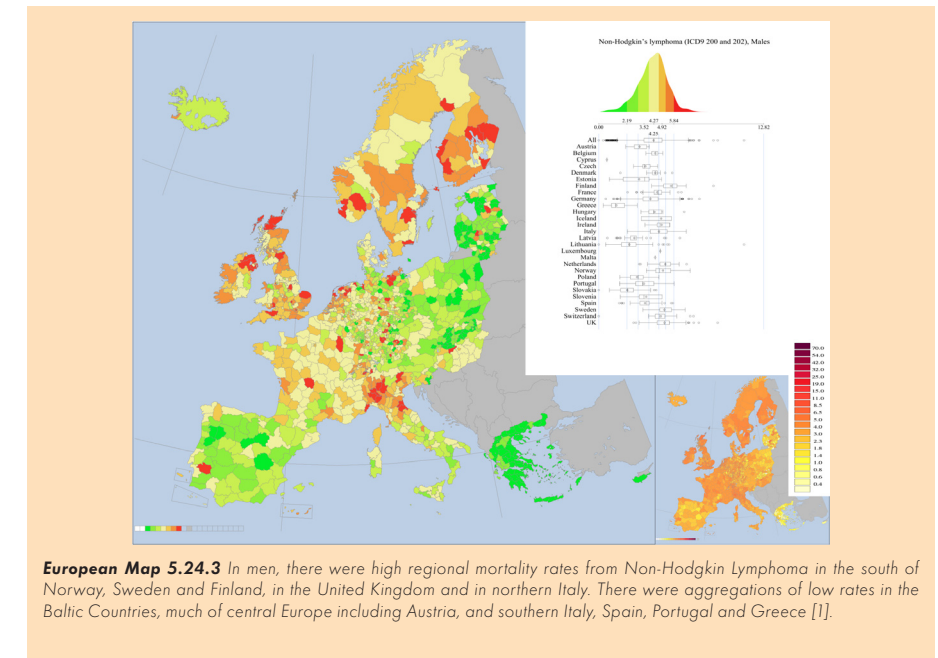 Non-Hodgkin's lymphoma (ICD9 200 and 202), Males
2.19 4.27 5.84
0.00 3.52 4.92 12.82
4.25
All
Austria
Belgium
Cyprus
Czech
Denmark
Estonia
Finland
France
Germany
Greece
Hungary
Iceland
Ireland
Italy
Latvia
Lithuania
Luxembourg
Malta
Netherlands
Norway
Poland
Portugal
Slovakia
Slovenia
Spain
Sweden
Switzerland
UK
70.0
54.0
42.0
32.0
25.0
19.0
15.0
11.0
8.5
6.5
5.0
4.0
3.0
2.3
1.8
1.4
1.0
0.8
0.6
0.4
European Map 5.24.3 In men, there were high regional mortality rates from Non-Hodgkin Lymphoma in the south of
Norway, Sweden and Finland, in the United Kingdom and in northern Italy. There were aggregations of low rates in the
Baltic Countries, much of central Europe including Austria, and southern Italy, Spain, Portugal and Greece [1].